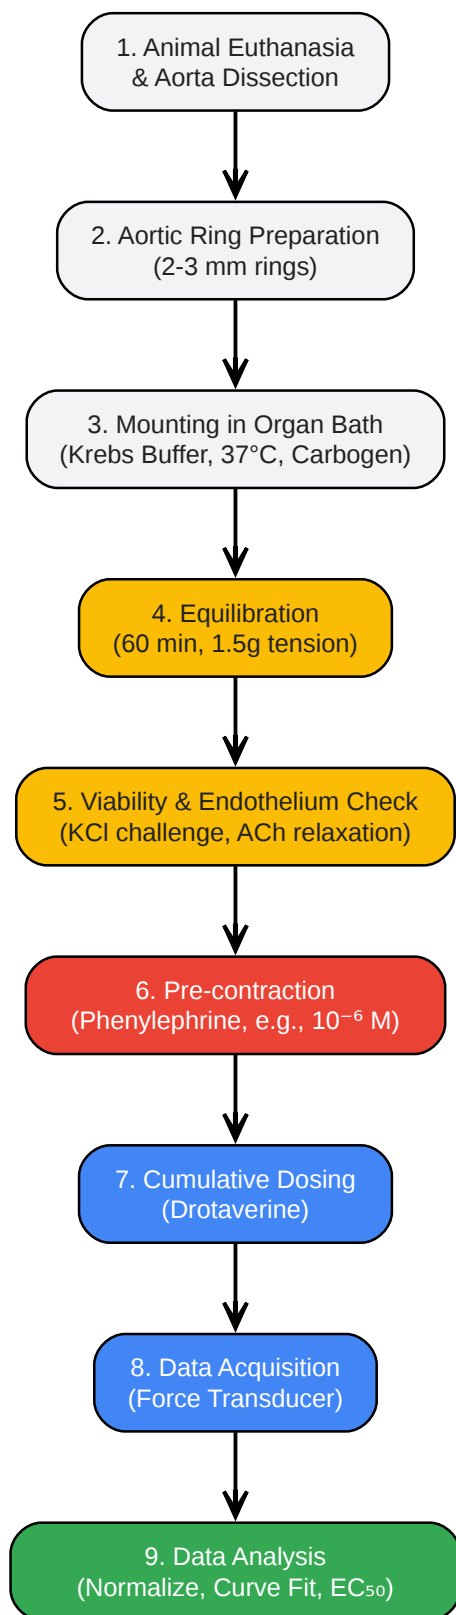 1. Animal Euthanasia
& Aorta Dissection
2. Aortic Ring Preparation
(2-3 mm rings)
3. Mounting in Organ Bath
(Krebs Buffer, 37°C, Carbogen)
4. Equilibration
(60 min, 1.5g tension)
5. Viability & Endothelium Check
(KCl challenge, ACh relaxation)
6. Pre-contraction
(Phenylephrine, e.g., 10⁻⁶ M)
7. Cumulative Dosing
(Drotaverine)
8. Data Acquisition
(Force Transducer)
9. Data Analysis
(Normalize, Curve Fit, EC₅₀)